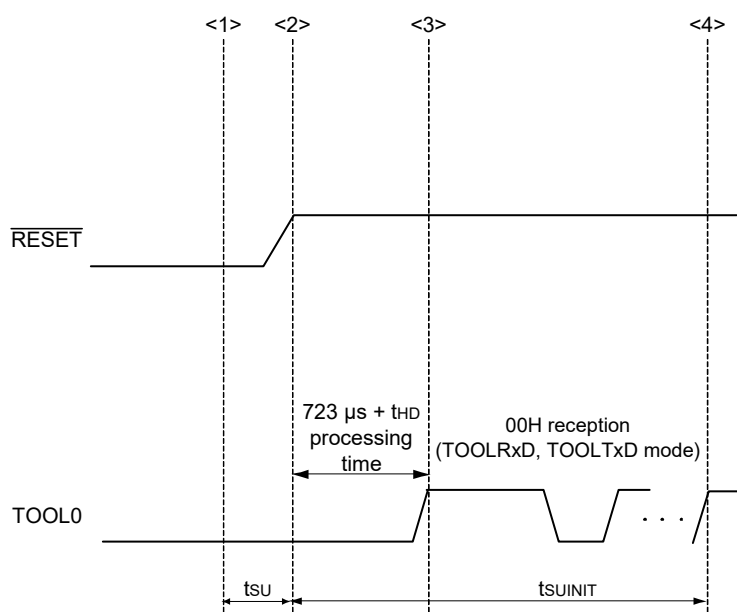 <1> <2> <3> <4>
RESET
723 µs + tHD
processing
time
00H reception
(TOOLRxD, TOOLTxD mode)
TOOL0
. . .
tSU tSUINIT